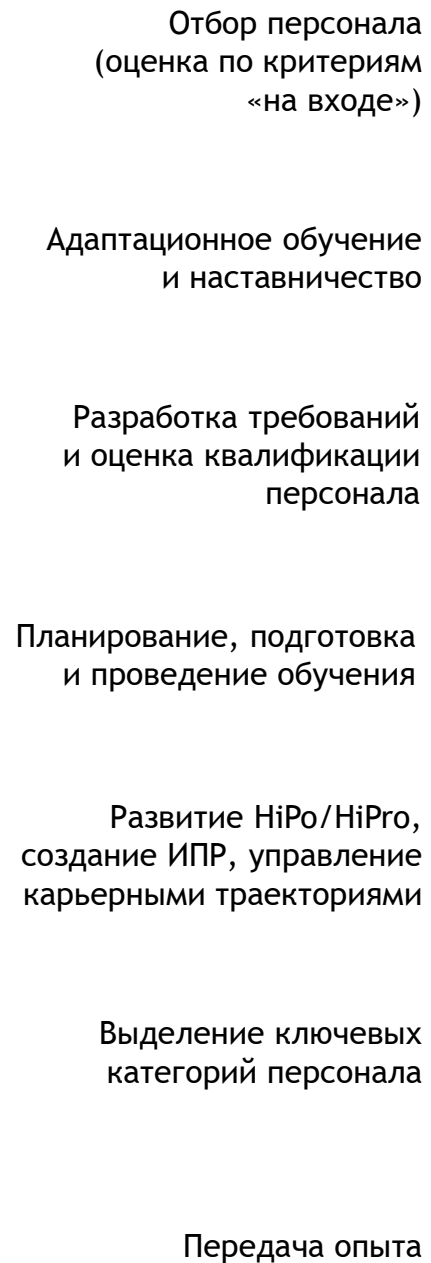 Отбор персонала
(оценка по критериям
«на входе»)
Адаптационное обучение
и наставничество
Разработка требований
и оценка квалификации
персонала
Планирование, подготовка
и проведение обучения
Развитие HiPo/HiPro,
создание ИПР, управление
карьерными траекториями
Выделение ключевых
категорий персонала
Передача опыта